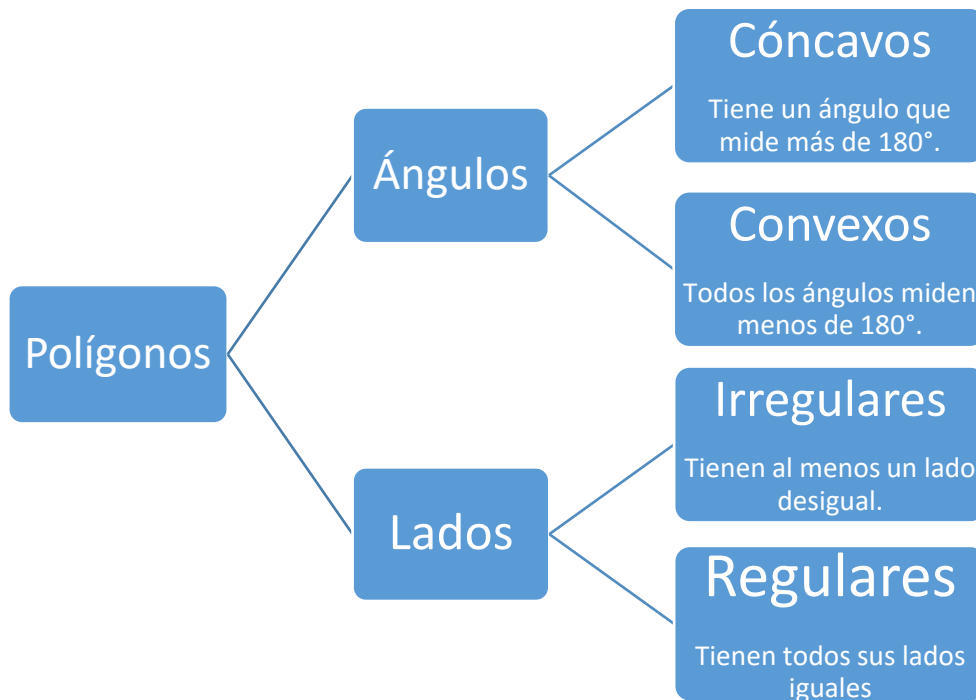 Polígonos
Ángulos
Cóncavos
Tiene un ángulo que
mide más de 180°.
Convexos
Todos los ángulos miden
menos de 180°.
Lados
Irregulares
Tienen al menos un lado
desigual.
Regulares
Tienen todos sus lados
iguales